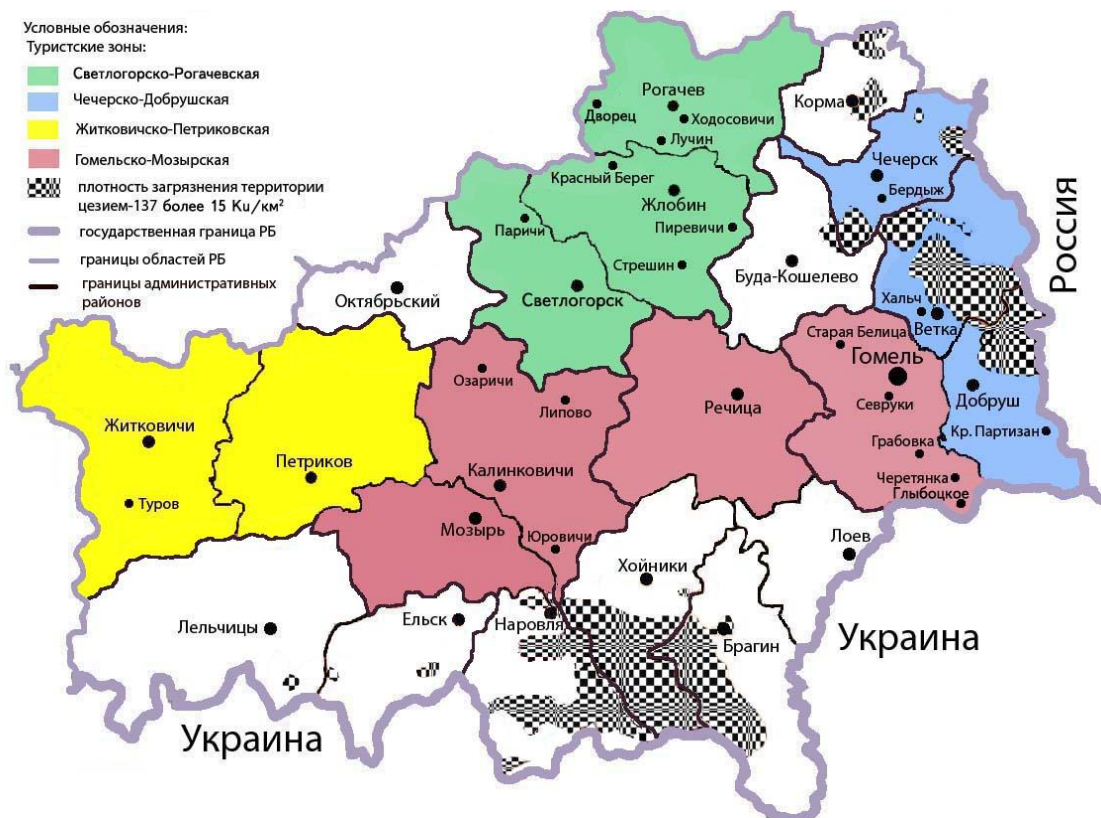 Условные обозначения:
Туристские зоны:
Светлогорско-Рогачевская
Чечерско-Добрушская
Житковичско-Петриковская
Гомельско-Мозырская
плотность загрязнения территории
цезием-137 более 15 Ku/км²
государственная граница РБ
границы областей РБ
границы административных
районов
Рогачев
Дворец
Ходосовичи
Лучин
Корма
Красный Берег
Жлобин
Чечерск
Бердыж
Паричи
Пиревичи
Стрешин
Буда-Кошелево
Россия
Октябрьский
Светлогорск
Хальч
Ветка
Старая Белица
Гомель
Озаричи
Липово
Речица
Севруки
Добруш
Житковичи
Грабовка
Кр. Партизан
Петриков
Калинковичи
Черетянка
Глыбоцкое
Туров
Мозырь
Юровичи
Хойники
Лоев
Лельчицы
Ельск
Наровля
Брагин
Украина
Украина